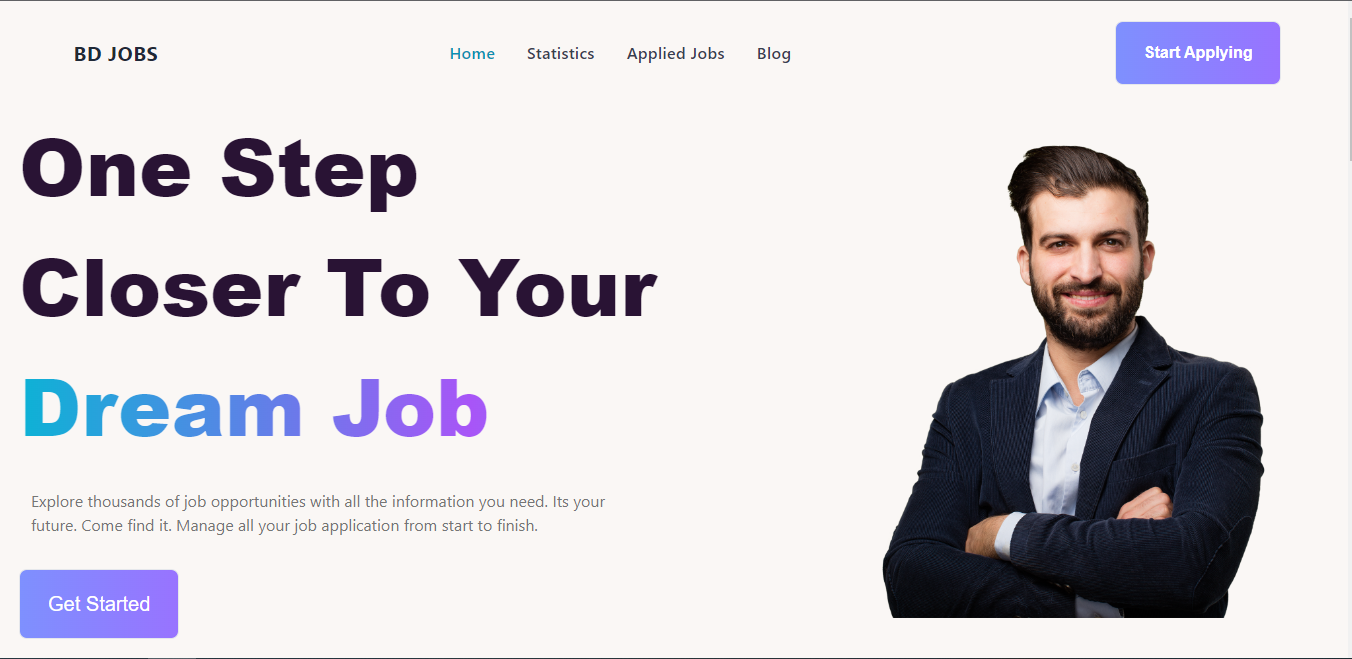 BD JOBS
Home
Statistics
Applied Jobs
Blog
Start Applying
One Step
Closer To Your
Dream Job
Explore thousands of job opportunities with all the information you need. Its your
future. Come find it. Manage all your job application from start to finish.
Get Started